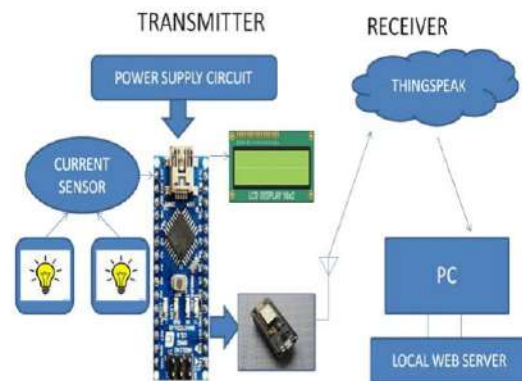 TRANSMITTER
RECEIVER
POWER SUPPLY CIRCUIT
THINGSPEAK
CURRENT
SENSOR
LCD DISPLAY 16x2
PC
LOCAL WEB SERVER